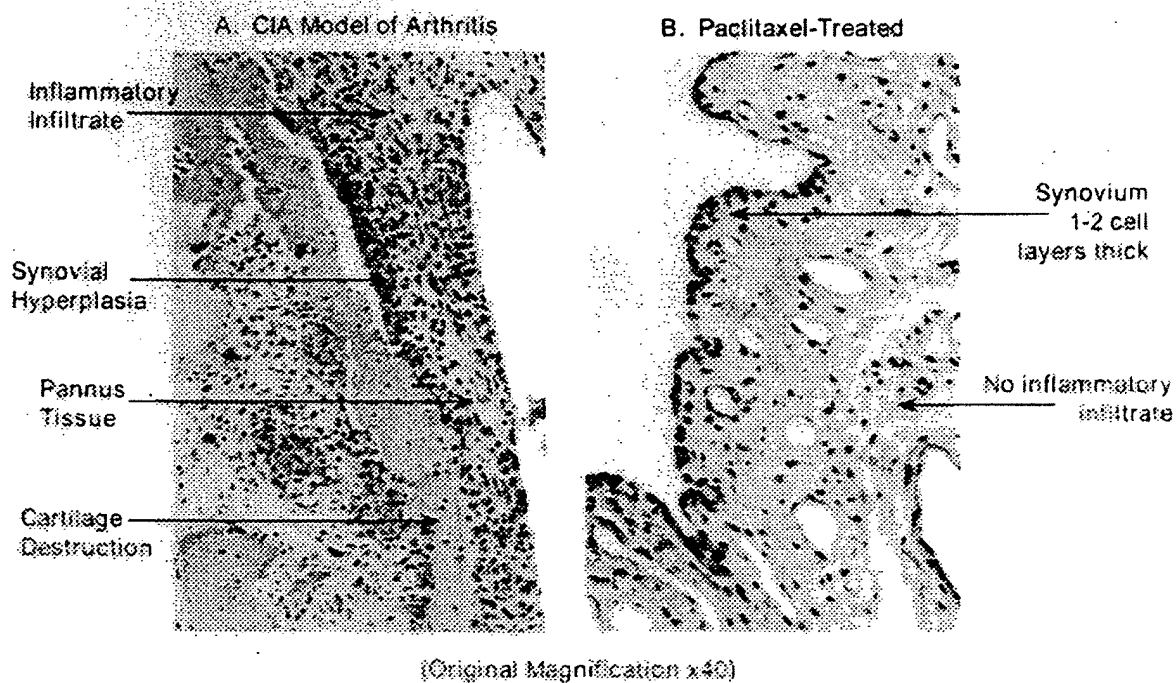 A. CIA Model of Arthritis
B. Paclitaxel-Treated
Inflammatory
Infiltrate
Synovial
Hyperplasia
Pannus
Tissue
Cartilage
Destruction
Synovium
1-2 cell
layers thick
No inflammatory
infiltrate
(Original Magnification x40)